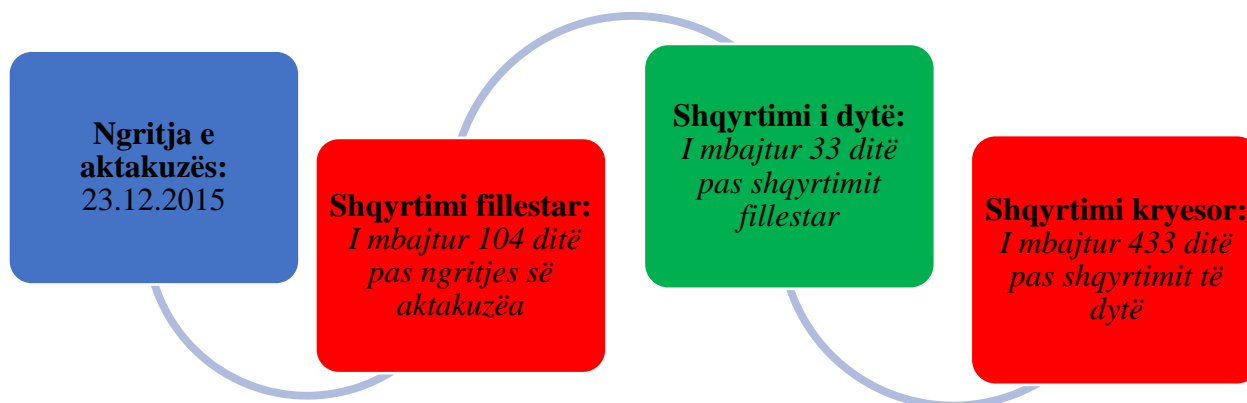 Ngritja e
aktakuzës:
23.12.2015
Shqyrtimi fillestar:
I mbajtur 104 ditë
pas ngritjes së
aktakuzëa
Shqyrtimi i dytë:
I mbajtur 33 ditë
pas shqyrtimit
fillestar
Shqyrtimi kryesor:
I mbajtur 433 ditë
pas shqyrtimit të
dytë